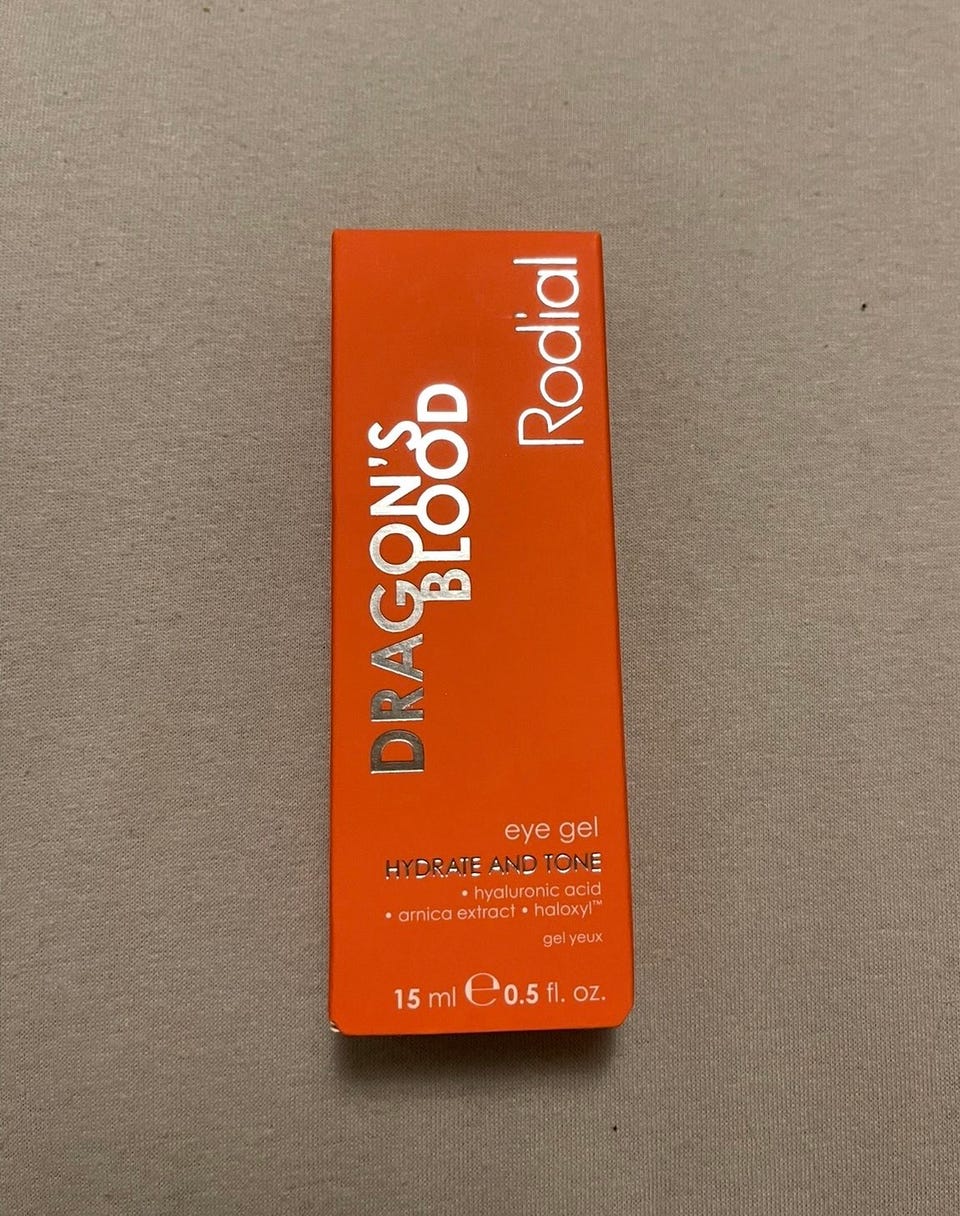 Rodial
DRAGON'S
BLOOD
eye gel
HYDRATE AND TONE
• hyaluronic acid
• arnica extract • haloxyl™
gel yeux
15 ml ℮ 0.5 fl. oz.